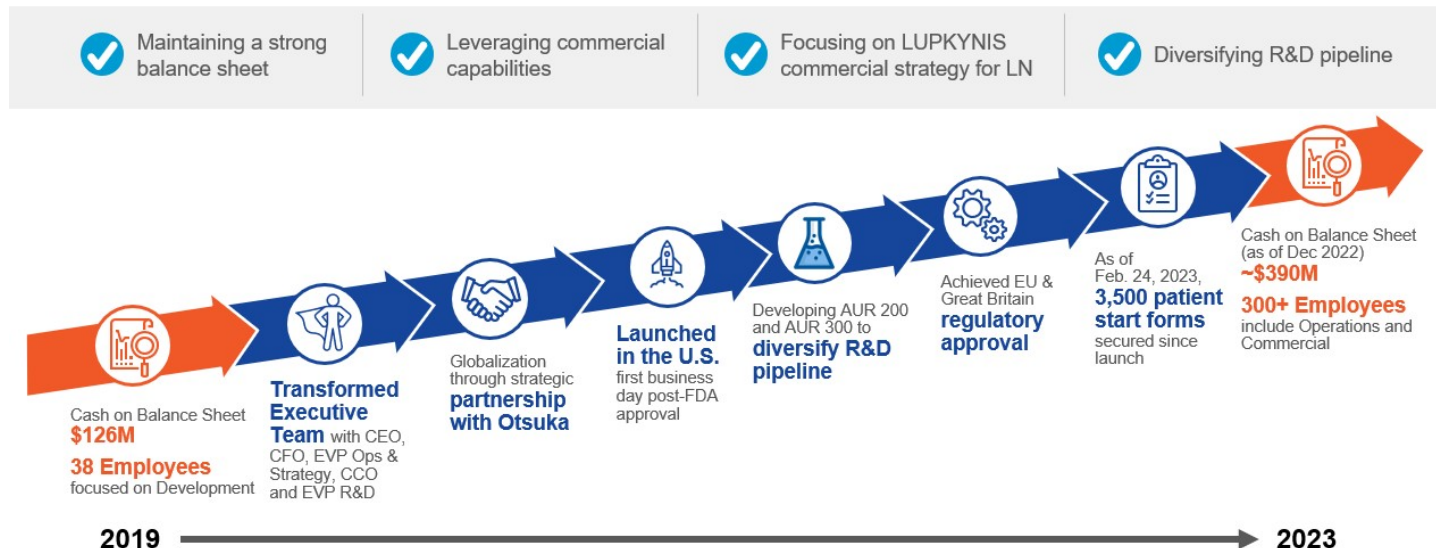 Maintaining a strong
balance sheet
Leveraging commercial
capabilities
Focusing on LUPKYNIS
commercial strategy for LN
Diversifying R&D pipeline
Cash on Balance Sheet
$126M
38 Employees
focused on Development
Transformed
Executive
Team with CEO,
CFO, EVP Ops &
Strategy, CCO
and EVP R&D
Globalization
through strategic
partnership
with Otsuka
Launched
in the U.S.
first business
day post-FDA
approval
Developing AUR 200
and AUR 300 to
diversify R&D
pipeline
Achieved EU &
Great Britain
regulatory
approval
As of
Feb. 24, 2023,
3,500 patient
start forms
secured since
launch
Cash on Balance Sheet
(as of Dec 2022)
~$390M
300+ Employees
include Operations and
Commercial
2019
2023